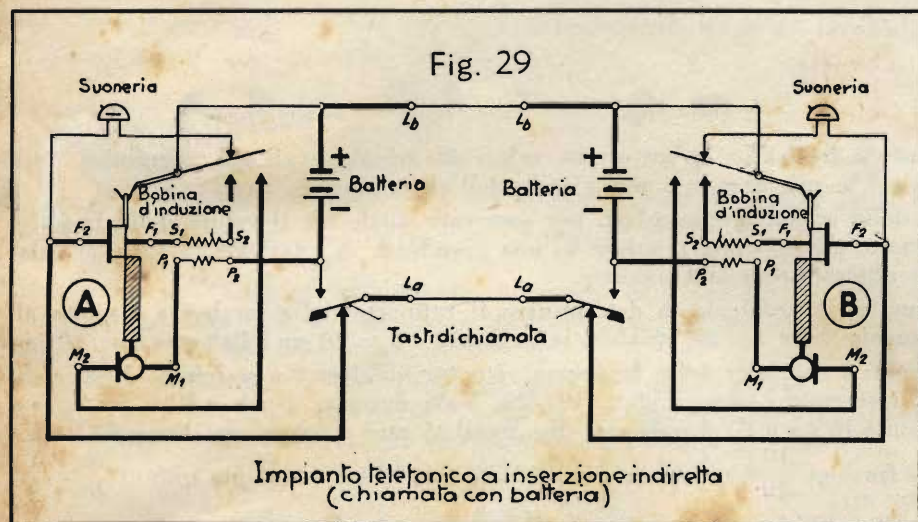 Fig. 29
Suoneria
Suoneria
Lb
Lb
+
+
Batteria
Batteria
-
-
Bobina
d'induzione
Bobina
d'induzione
F2
F1
S1
S2
S2
S1
F1
F2
P1
P2
P2
P1
A
La
La
B
Tasti di chiamata
M2
M1
M1
M2
Impianto telefonico a inserzione indiretta
(chiamata con batteria)